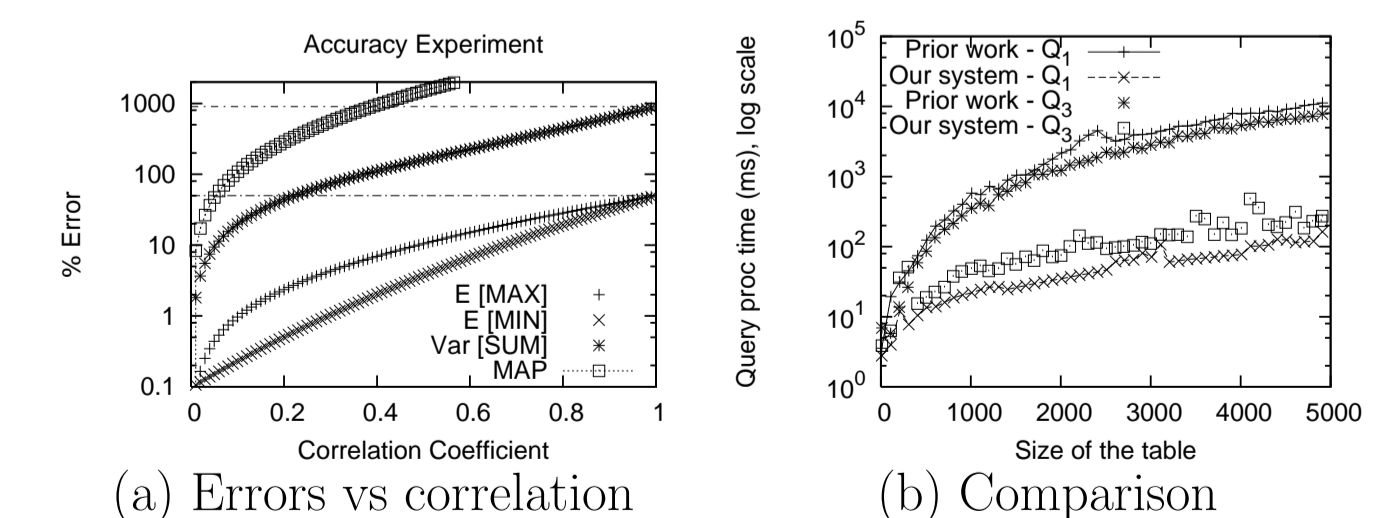 Accuracy Experiment
% Error
1000
100
10
1
0.1
0
0.2
0.4
0.6
0.8
1
E [MAX]
E [MIN]
Var [SUM]
MAP
Correlation Coefficient
(a) Errors vs correlation
Query proc time (ms), log scale
10^5
10^4
10^3
10^2
10^1
10^0
0
1000
2000
3000
4000
5000
Prior work - Q1
Our system - Q1
Prior work - Q3
Our system - Q3
Size of the table
(b) Comparison